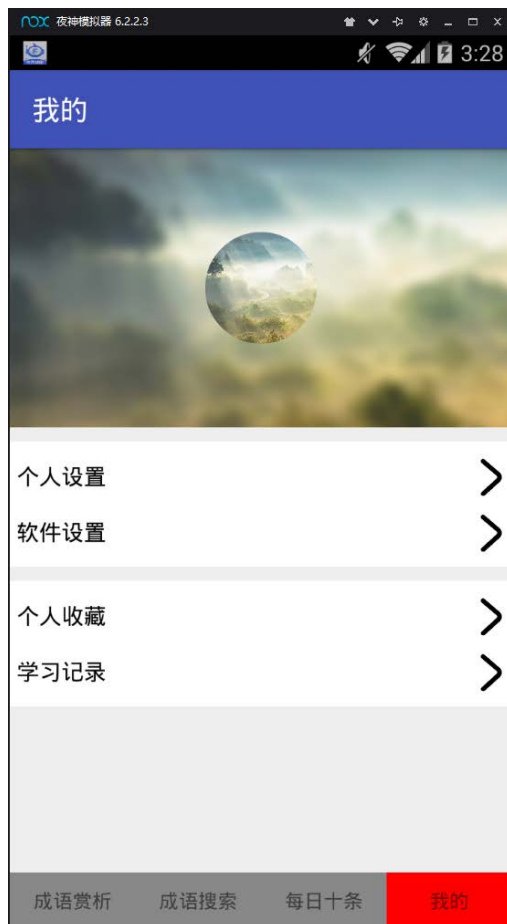 nox 夜神模拟器 6.2.2.3
3:28
我的
个人设置
软件设置
个人收藏
学习记录
成语赏析 成语搜索 每日十条 我的